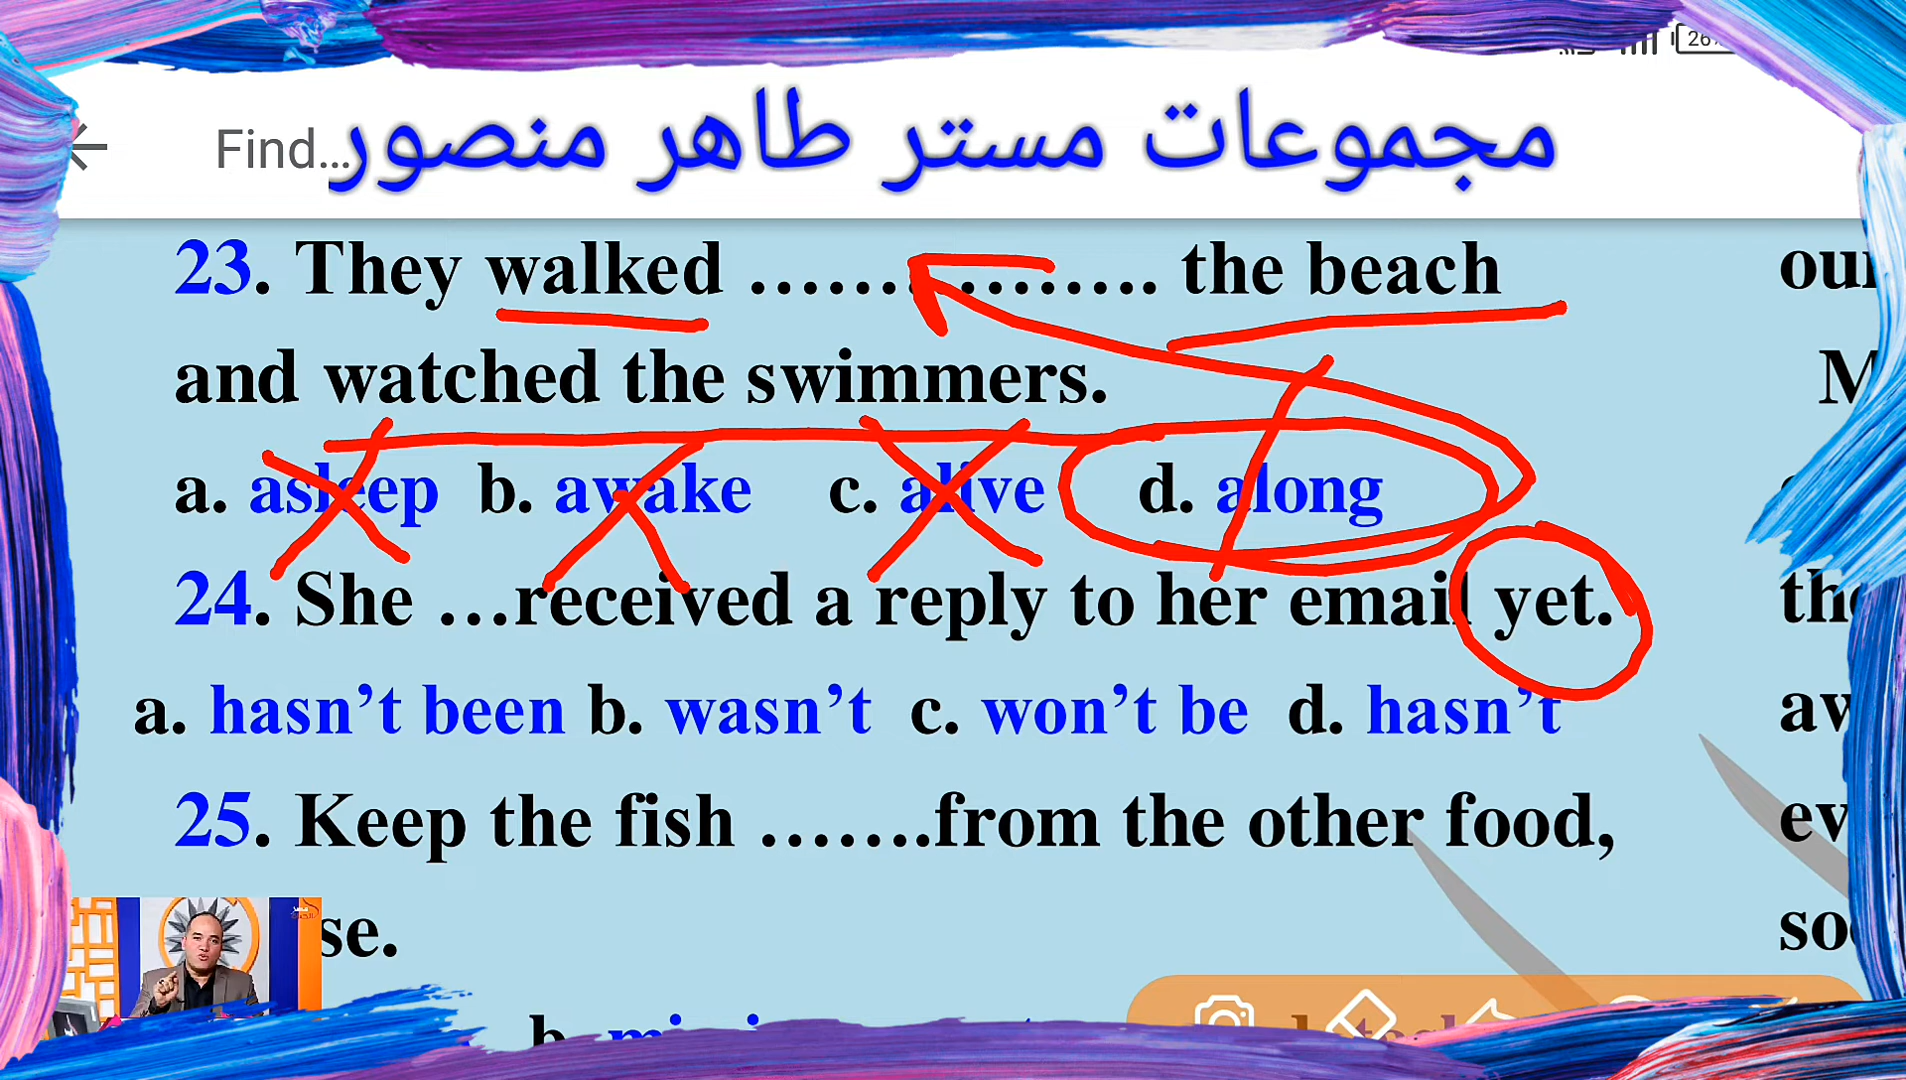 مجموعات مستر طاهر منصور
Find...
23. They walked ……………. the beach
and watched the swimmers.
a. asleep b. awake c. alive d. along
24. She …received a reply to her email yet.
a. hasn’t been b. wasn’t c. won’t be d. hasn’t
25. Keep the fish …….from the other food,
se.
b.